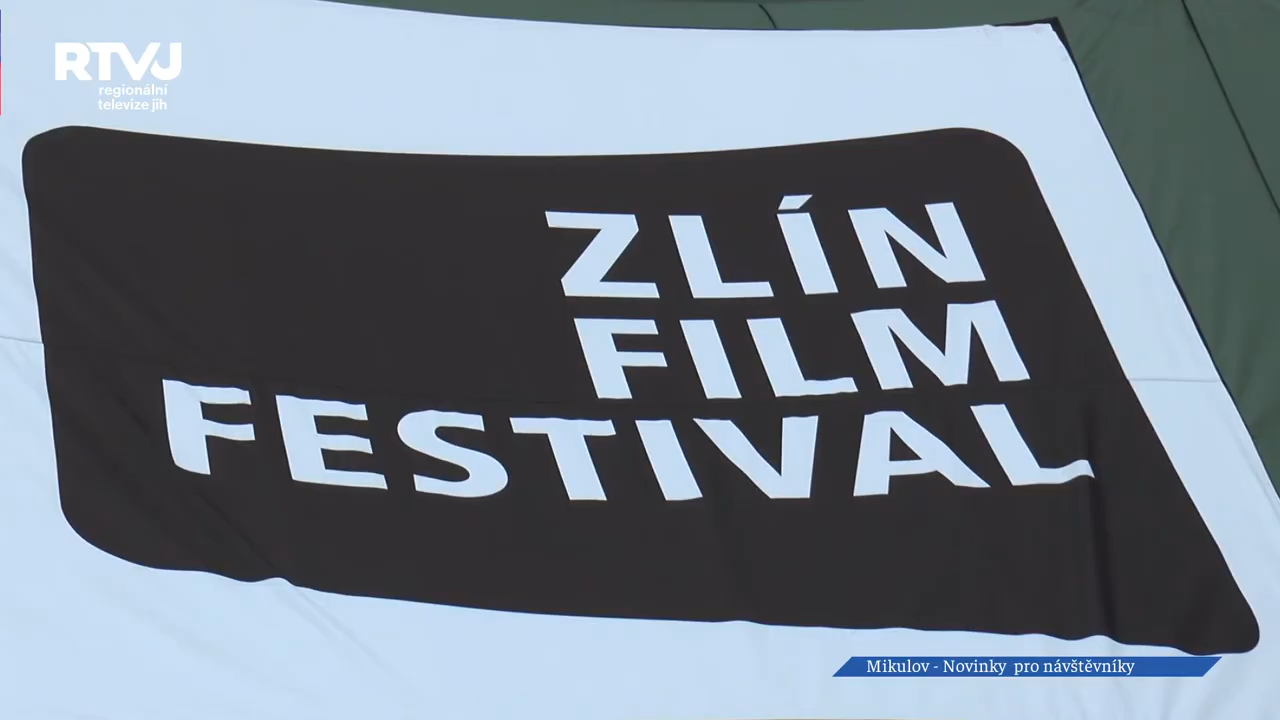 RTVJ
regionální
televize jih
ZLÍN
FILM
FESTIVAL
Mikulov - Novinky pro návštěvníky